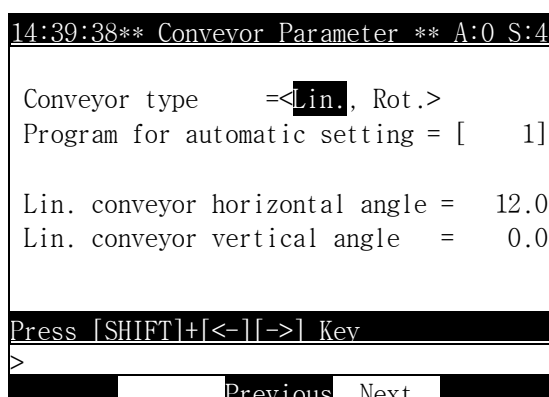 14:39:38** Conveyor Parameter ** A:0 S:4
Conveyor type =<Lin., Rot.>
Program for automatic setting = [ 1]
Lin. conveyor horizontal angle = 12.0
Lin. conveyor vertical angle = 0.0
Press [SHIFT]+[<-][->] Key
>
Previous Next